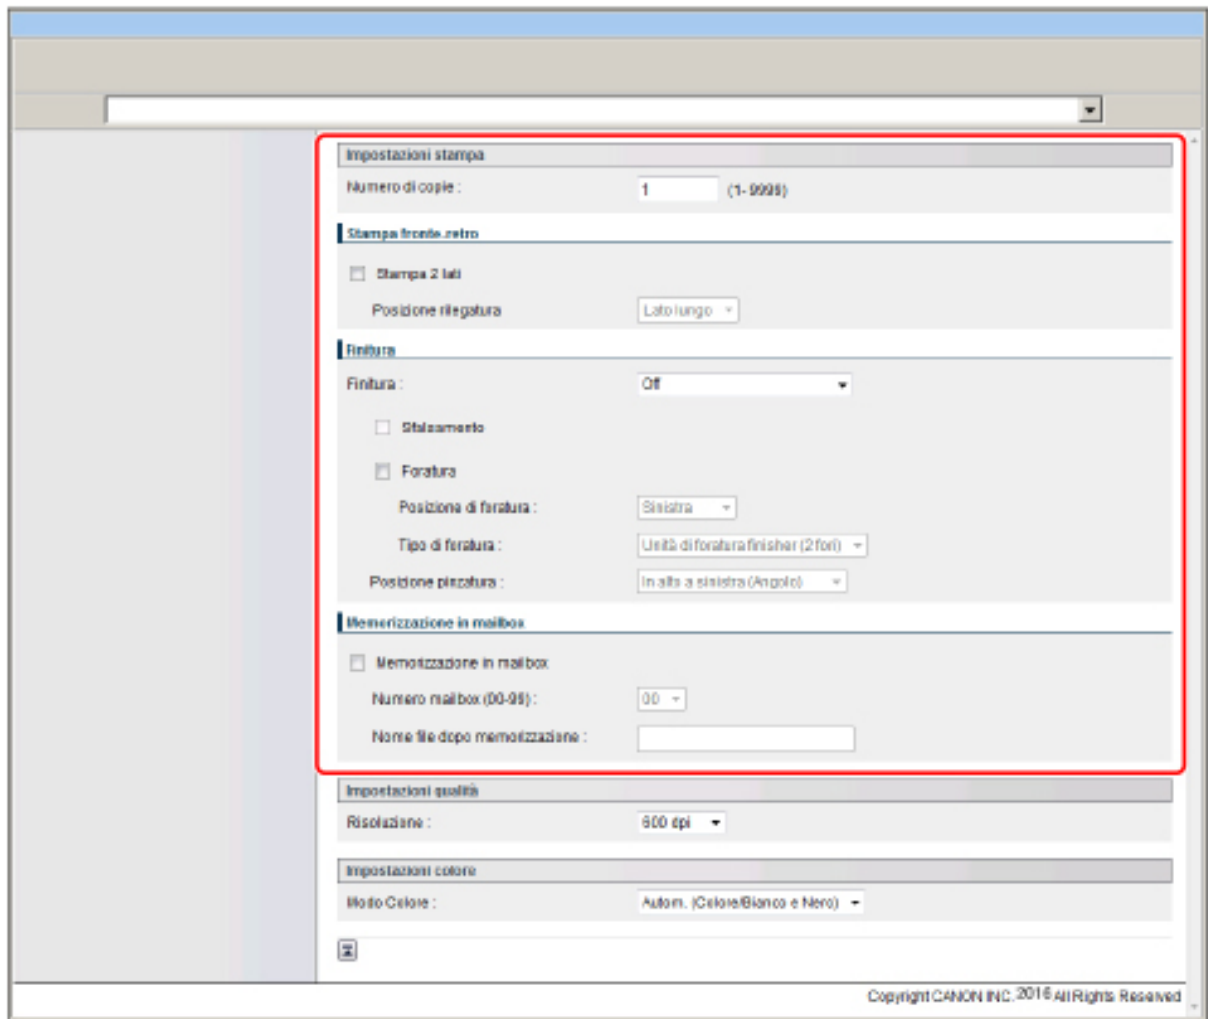 Impostazioni stampa
Numero di copie : 1 (1- 9999)
Stampa fronte-retro
Stampa 2 lati
Posizione rilegatura Lato lungo
Finitura
Finitura : Off
Sfalsamento
Foratura
Posizione di foratura : Sinistra
Tipo di foratura : Unità di foratura finisher (2 fori)
Posizione pinzatura : In alto a sinistra (Angolo)
Memorizzazione in mailbox
Memorizzazione in mailbox
Numero mailbox (00-99) : 00
Nome file dopo memorizzazione :
Impostazioni qualità
Risoluzione : 600 dpi
Impostazioni colore
Modo Colore : Autom. (Colore/Bianco e Nero)
Copyright CANON INC. 2016 All Rights Reserved